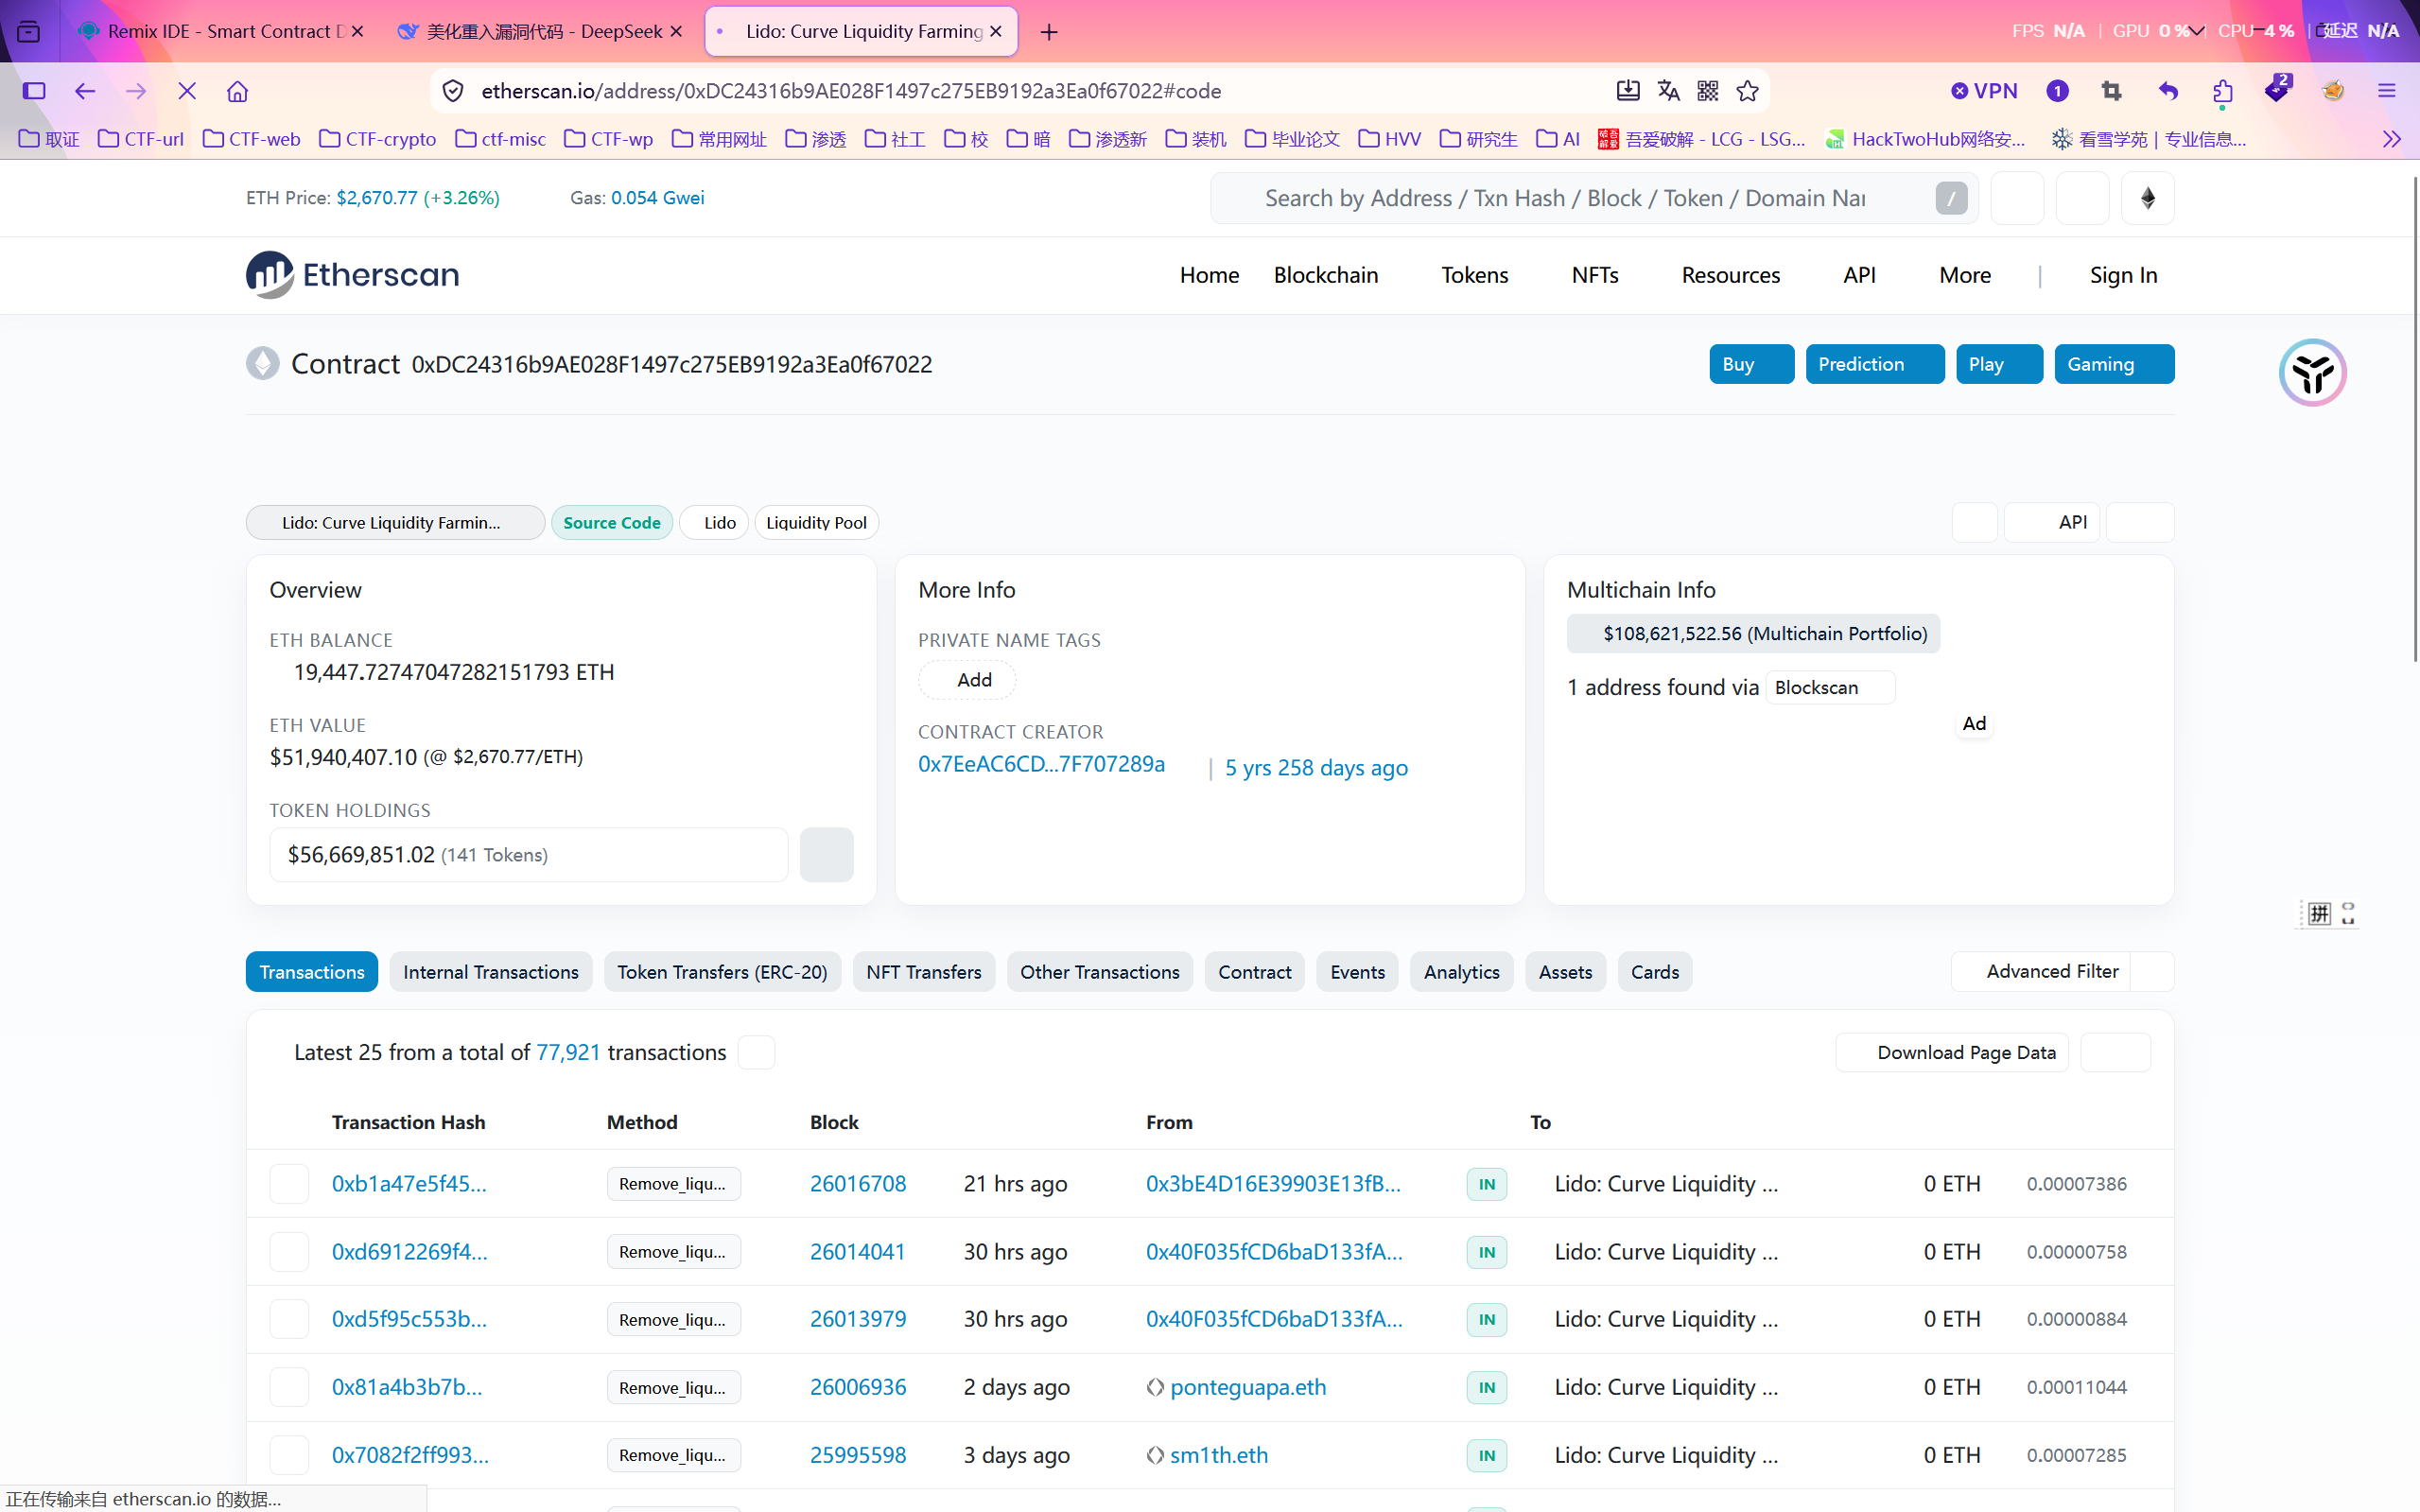 Remix IDE - Smart Contract D
美化重入漏洞代码 - DeepSeek
Lido: Curve Liquidity Farming
FPS N/A | GPU 0 % | CPU 4 % | 延迟 N/A
etherscan.io/address/0xDC24316b9AE028F1497c275EB9192a3Ea0f67022#code
VPN
1
2
取证 CTF-url CTF-web CTF-crypto ctf-misc CTF-wp 常用网址 渗透 社工 校 暗 渗透新 装机 毕业论文 HVV 研究生 AI 吾爱破解 - LCG - LSG... HackTwoHub网络安... 看雪学苑 | 专业信息...
ETH Price: $2,670.77 (+3.26%) Gas: 0.054 Gwei
Search by Address / Txn Hash / Block / Token / Domain Nar /
Etherscan
Home Blockchain Tokens NFTs Resources API More | Sign In
Contract 0xDC24316b9AE028F1497c275EB9192a3Ea0f67022
Buy Prediction Play Gaming
Lido: Curve Liquidity Farmin... Source Code Lido Liquidity Pool
API
Overview
ETH BALANCE
19,447.72747047282151793 ETH
ETH VALUE
$51,940,407.10 (@ $2,670.77/ETH)
TOKEN HOLDINGS
$56,669,851.02 (141 Tokens)
More Info
PRIVATE NAME TAGS
Add
CONTRACT CREATOR
0x7EeAC6CD...7F707289a | 5 yrs 258 days ago
Multichain Info
$108,621,522.56 (Multichain Portfolio)
1 address found via Blockscan
Ad
拼
Transactions Internal Transactions Token Transfers (ERC-20) NFT Transfers Other Transactions Contract Events Analytics Assets Cards
Advanced Filter
Latest 25 from a total of 77,921 transactions
Download Page Data
Transaction Hash Method Block From To
0xb1a47e5f45... Remove_liqu... 26016708 21 hrs ago 0x3bE4D16E39903E13fB... IN Lido: Curve Liquidity ... 0 ETH 0.00007386
0xd6912269f4... Remove_liqu... 26014041 30 hrs ago 0x40F035fCD6baD133fA... IN Lido: Curve Liquidity ... 0 ETH 0.00000758
0xd5f95c553b... Remove_liqu... 26013979 30 hrs ago 0x40F035fCD6baD133fA... IN Lido: Curve Liquidity ... 0 ETH 0.00000884
0x81a4b3b7b... Remove_liqu... 26006936 2 days ago ponteguapa.eth IN Lido: Curve Liquidity ... 0 ETH 0.00011044
0x7082f2ff993... Remove_liqu... 25995598 3 days ago sm1th.eth IN Lido: Curve Liquidity ... 0 ETH 0.00007285
正在传输来自 etherscan.io 的数据...